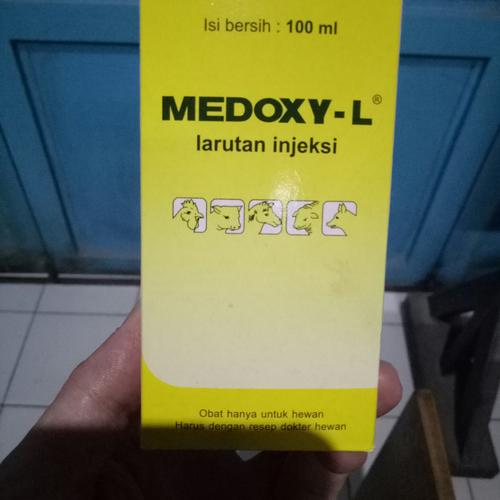 Isi bersih : 100 ml
MEDOXY-L®
larutan injeksi
Obat hanya untuk hewan
Harus dengan resep dokter hewan